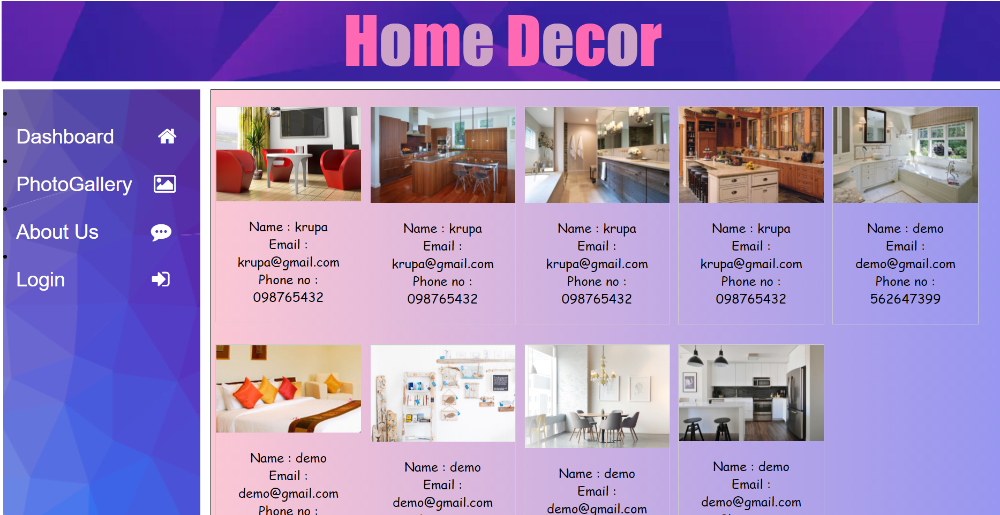 Home Decor
Dashboard
PhotoGallery
About Us
Login
Name : krupa
Email :
krupa@gmail.com
Phone no :
098765432
Name : krupa
Email :
krupa@gmail.com
Phone no :
098765432
Name : krupa
Email :
krupa@gmail.com
Phone no :
098765432
Name : krupa
Email :
krupa@gmail.com
Phone no :
098765432
Name : demo
Email :
demo@gmail.com
Phone no :
562647399
Name : demo
Email :
demo@gmail.com
Phone no :
Name : demo
Email :
demo@gmail.com
Name : demo
Email :
demo@gmail.com
Name : demo
Email :
demo@gmail.com